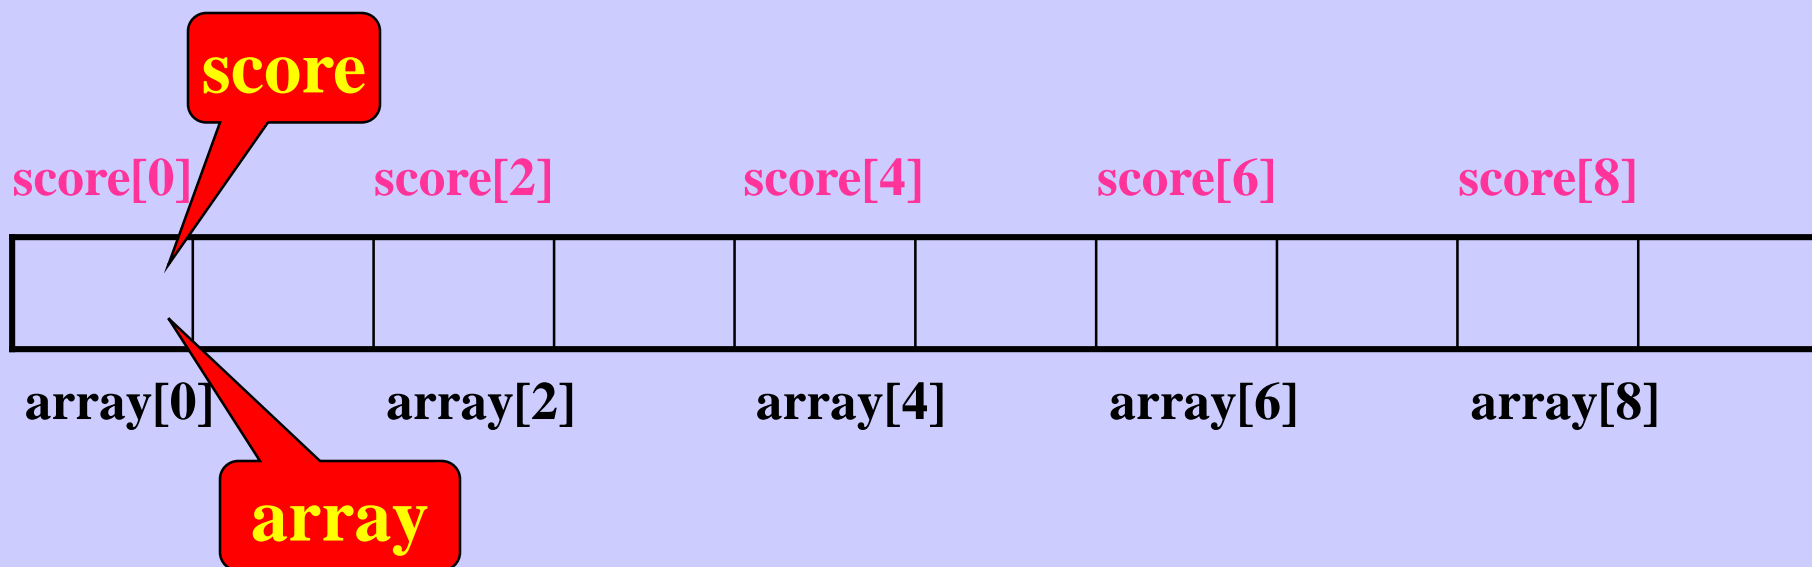 score
score[0] score[2] score[4] score[6] score[8]
array[0] array[2] array[4] array[6] array[8]
array